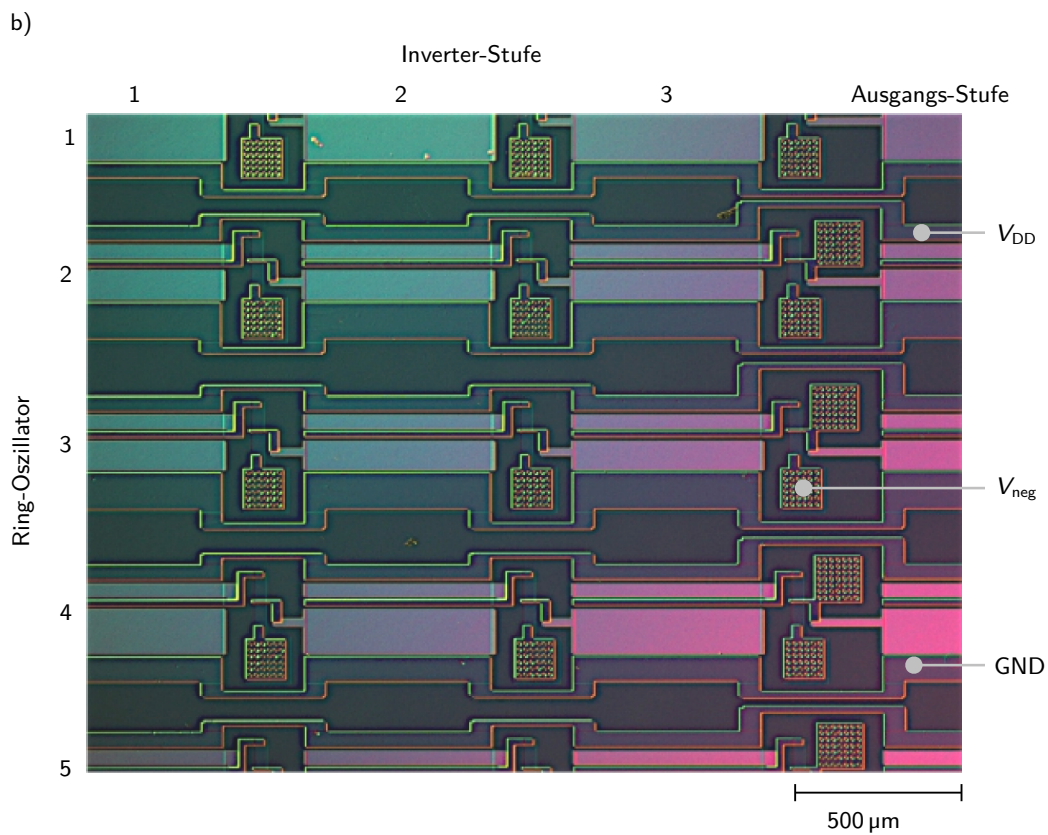 b)
Inverter-Stufe
1 2 3 Ausgangs-Stufe
Ring-Oszillator
1
2
3
4
5
V_DD
V_neg
GND
500 µm